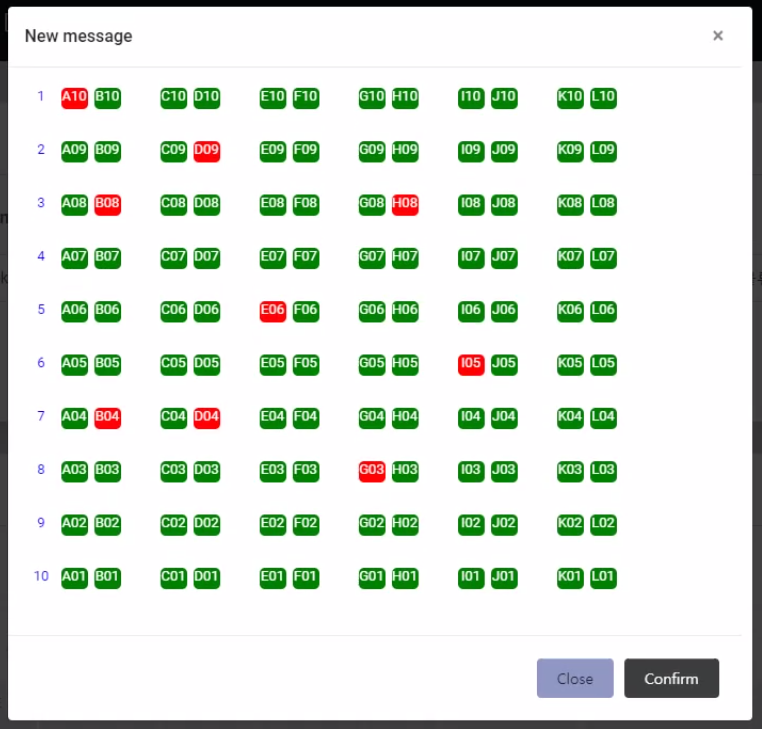 New message ×
1 A10 B10 C10 D10 E10 F10 G10 H10 I10 J10 K10 L10
2 A09 B09 C09 D09 E09 F09 G09 H09 I09 J09 K09 L09
3 A08 B08 C08 D08 E08 F08 G08 H08 I08 J08 K08 L08
4 A07 B07 C07 D07 E07 F07 G07 H07 I07 J07 K07 L07
5 A06 B06 C06 D06 E06 F06 G06 H06 I06 J06 K06 L06
6 A05 B05 C05 D05 E05 F05 G05 H05 I05 J05 K05 L05
7 A04 B04 C04 D04 E04 F04 G04 H04 I04 J04 K04 L04
8 A03 B03 C03 D03 E03 F03 G03 H03 I03 J03 K03 L03
9 A02 B02 C02 D02 E02 F02 G02 H02 I02 J02 K02 L02
10 A01 B01 C01 D01 E01 F01 G01 H01 I01 J01 K01 L01
Close Confirm